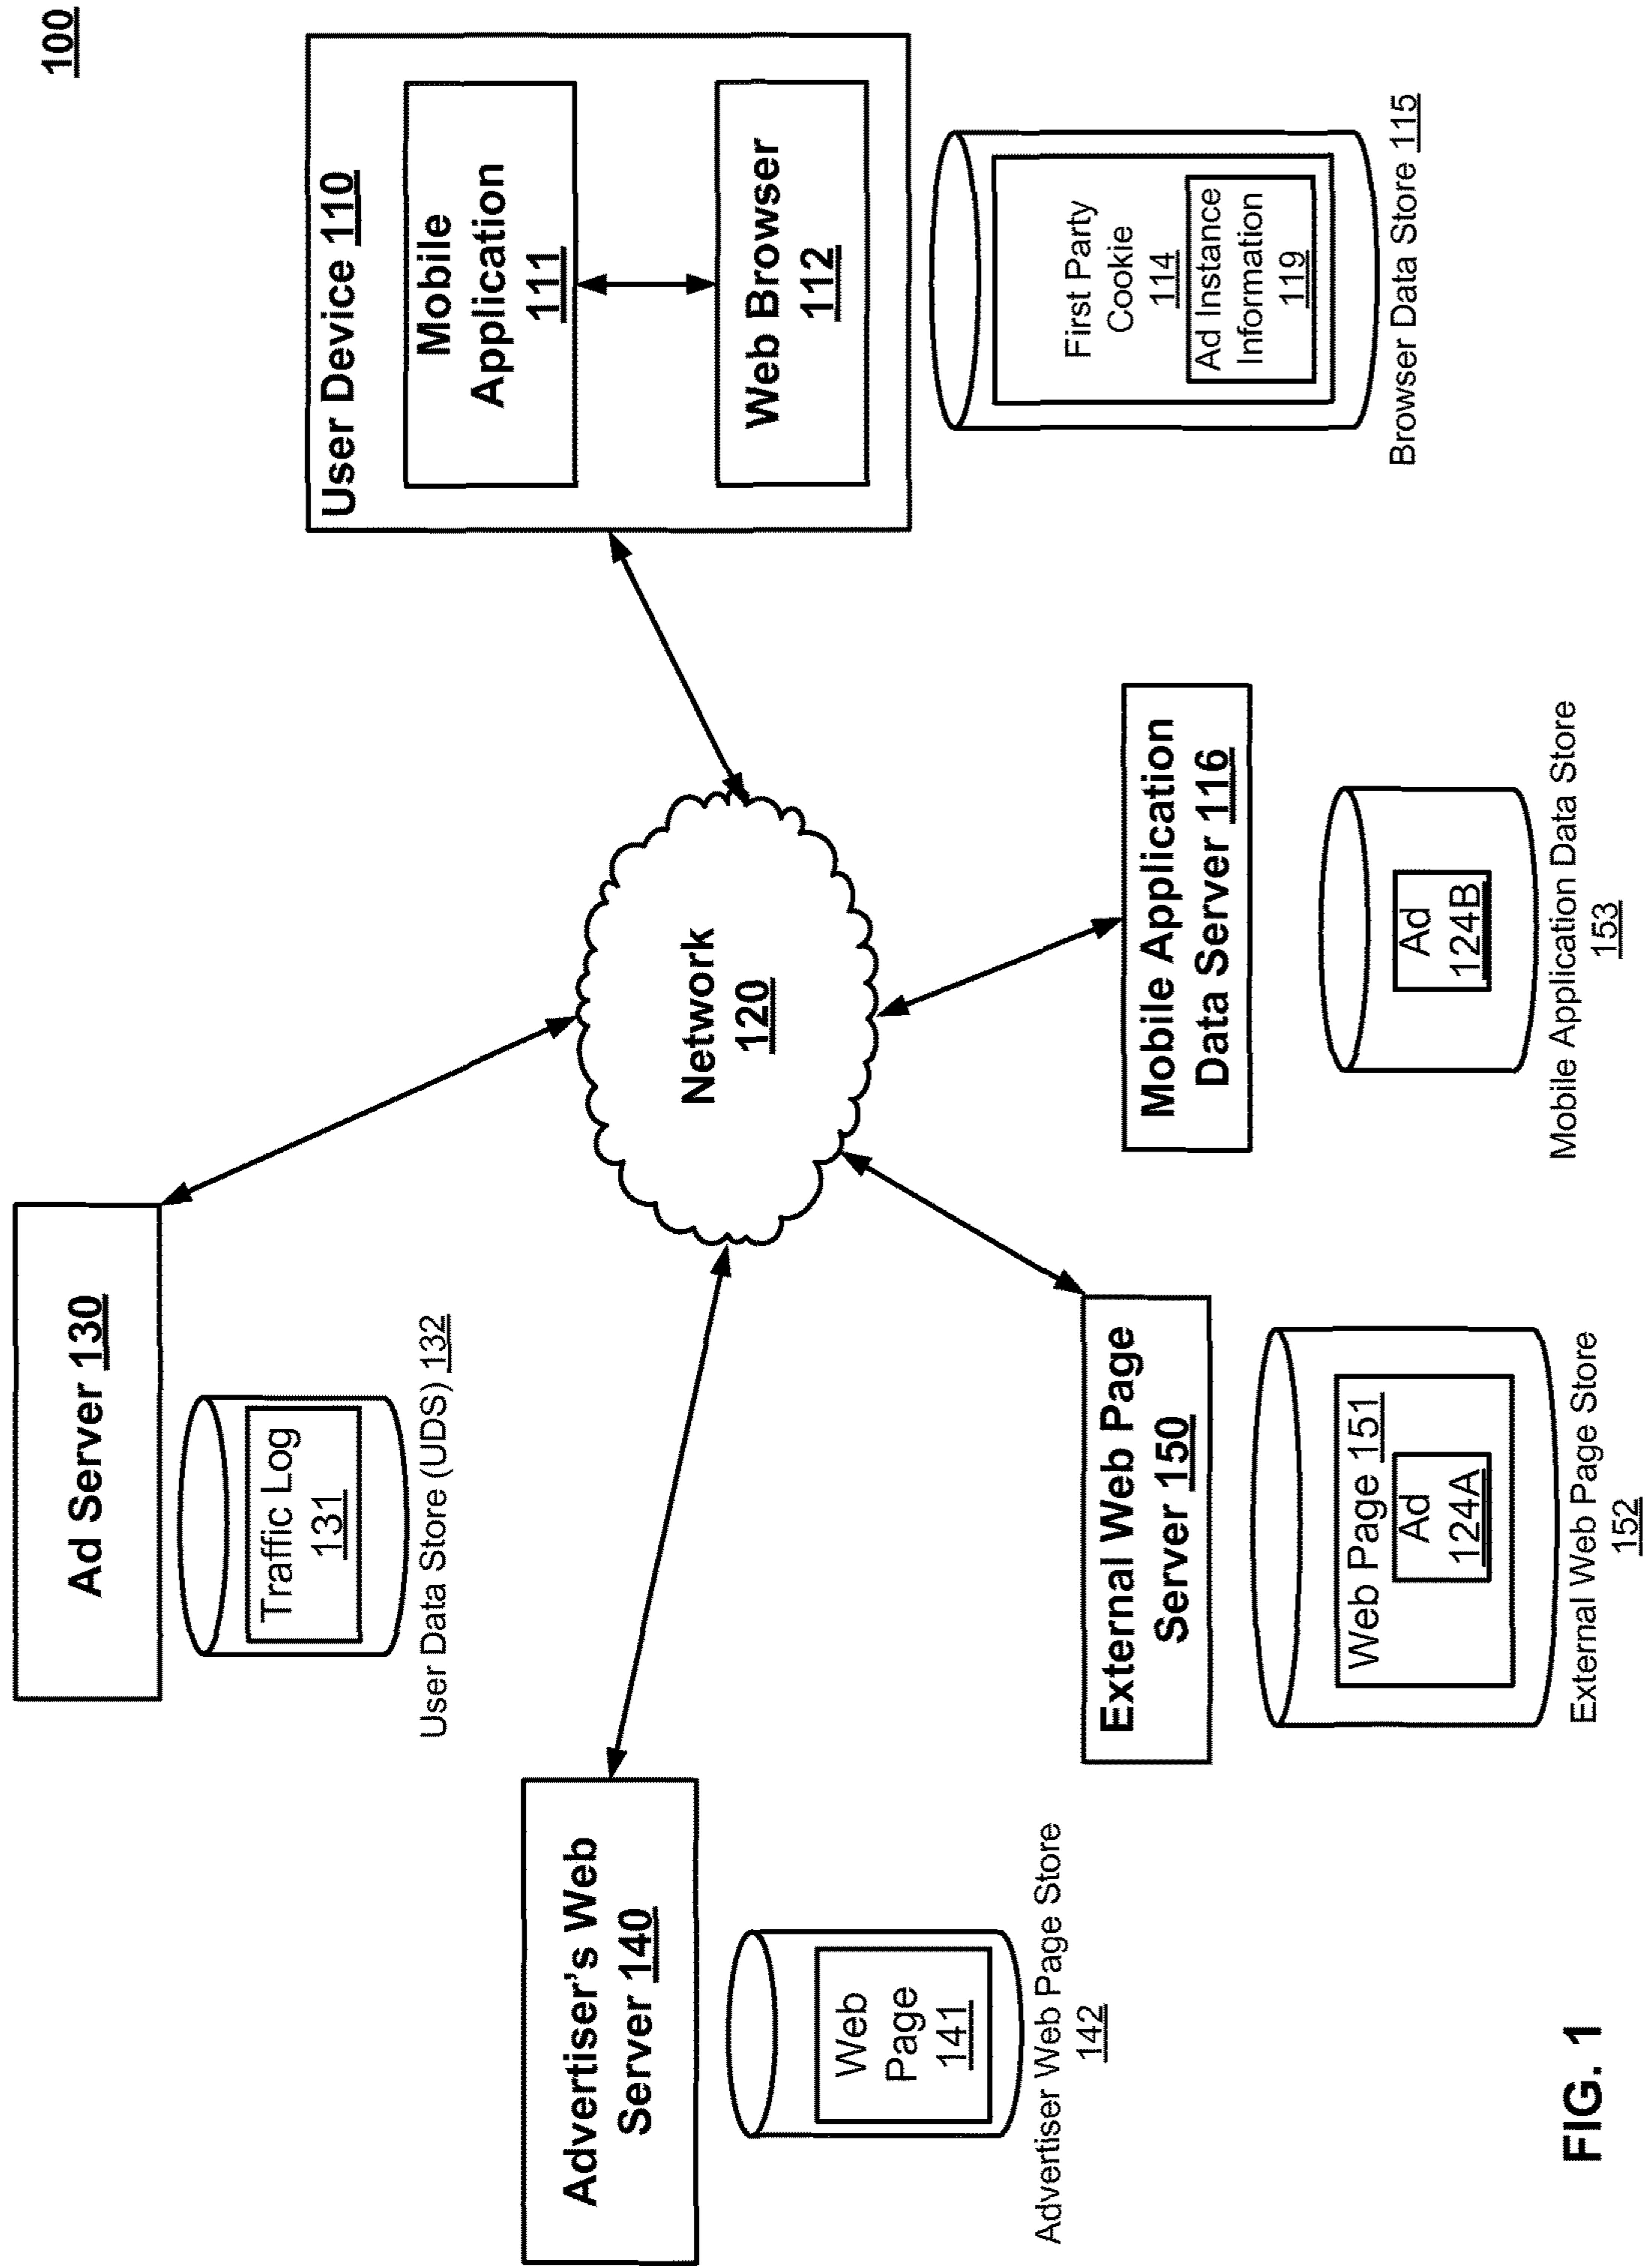 100
Ad Server 130
Traffic Log
131
User Data Store (UDS) 132
User Device 110
Mobile
Application
111
Web Browser
112
First Party
Cookie
114
Ad Instance
Information
119
Browser Data Store 115
Network
120
Advertiser's Web
Server 140
Web
Page
141
Advertiser Web Page Store
142
External Web Page
Server 150
Web Page 151
Ad
124A
External Web Page Store
152
Mobile Application
Data Server 116
Ad
124B
Mobile Application Data Store
153
FIG. 1